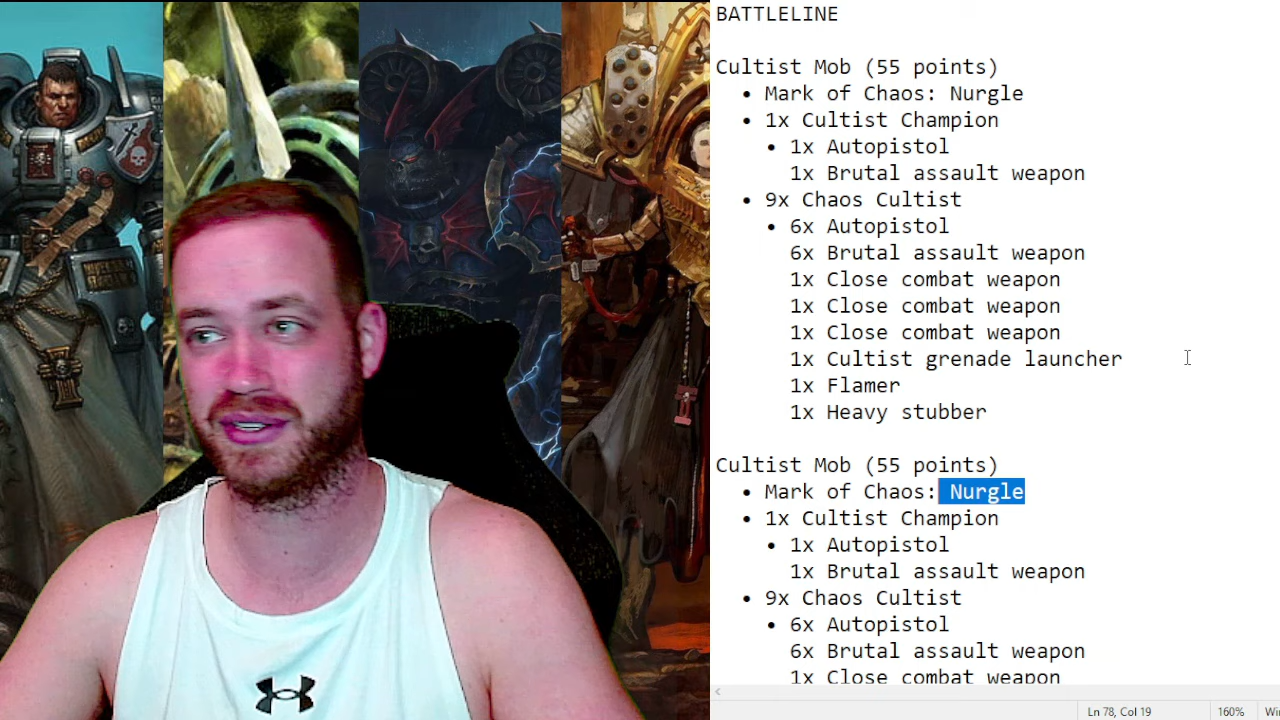 BATTLELINE
Cultist Mob (55 points)
• Mark of Chaos: Nurgle
• 1x Cultist Champion
• 1x Autopistol
1x Brutal assault weapon
• 9x Chaos Cultist
• 6x Autopistol
6x Brutal assault weapon
1x Close combat weapon
1x Close combat weapon
1x Close combat weapon
1x Cultist grenade launcher
1x Flamer
1x Heavy stubber
Cultist Mob (55 points)
• Mark of Chaos: Nurgle
• 1x Cultist Champion
• 1x Autopistol
1x Brutal assault weapon
• 9x Chaos Cultist
• 6x Autopistol
6x Brutal assault weapon
1x Close combat weapon
Ln 78, Col 19
160%